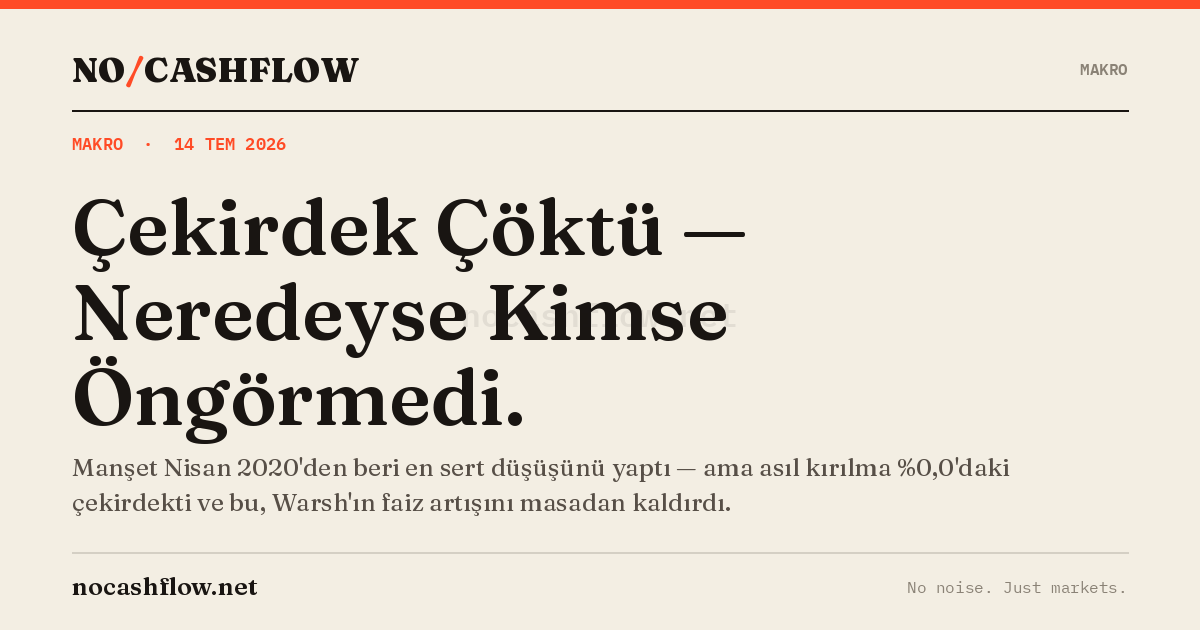 NO/CASHFLOW
MAKRO
MAKRO · 14 TEM 2026
Çekirdek Çöktü —
Neredeyse Kimse
Öngörmedi.
nocashflow.net
Manşet Nisan 2020'den beri en sert düşüşünü yaptı — ama asıl kırılma %0,0'daki
çekirdekti ve bu, Warsh'ın faiz artışını masadan kaldırdı.
nocashflow.net
No noise. Just markets.